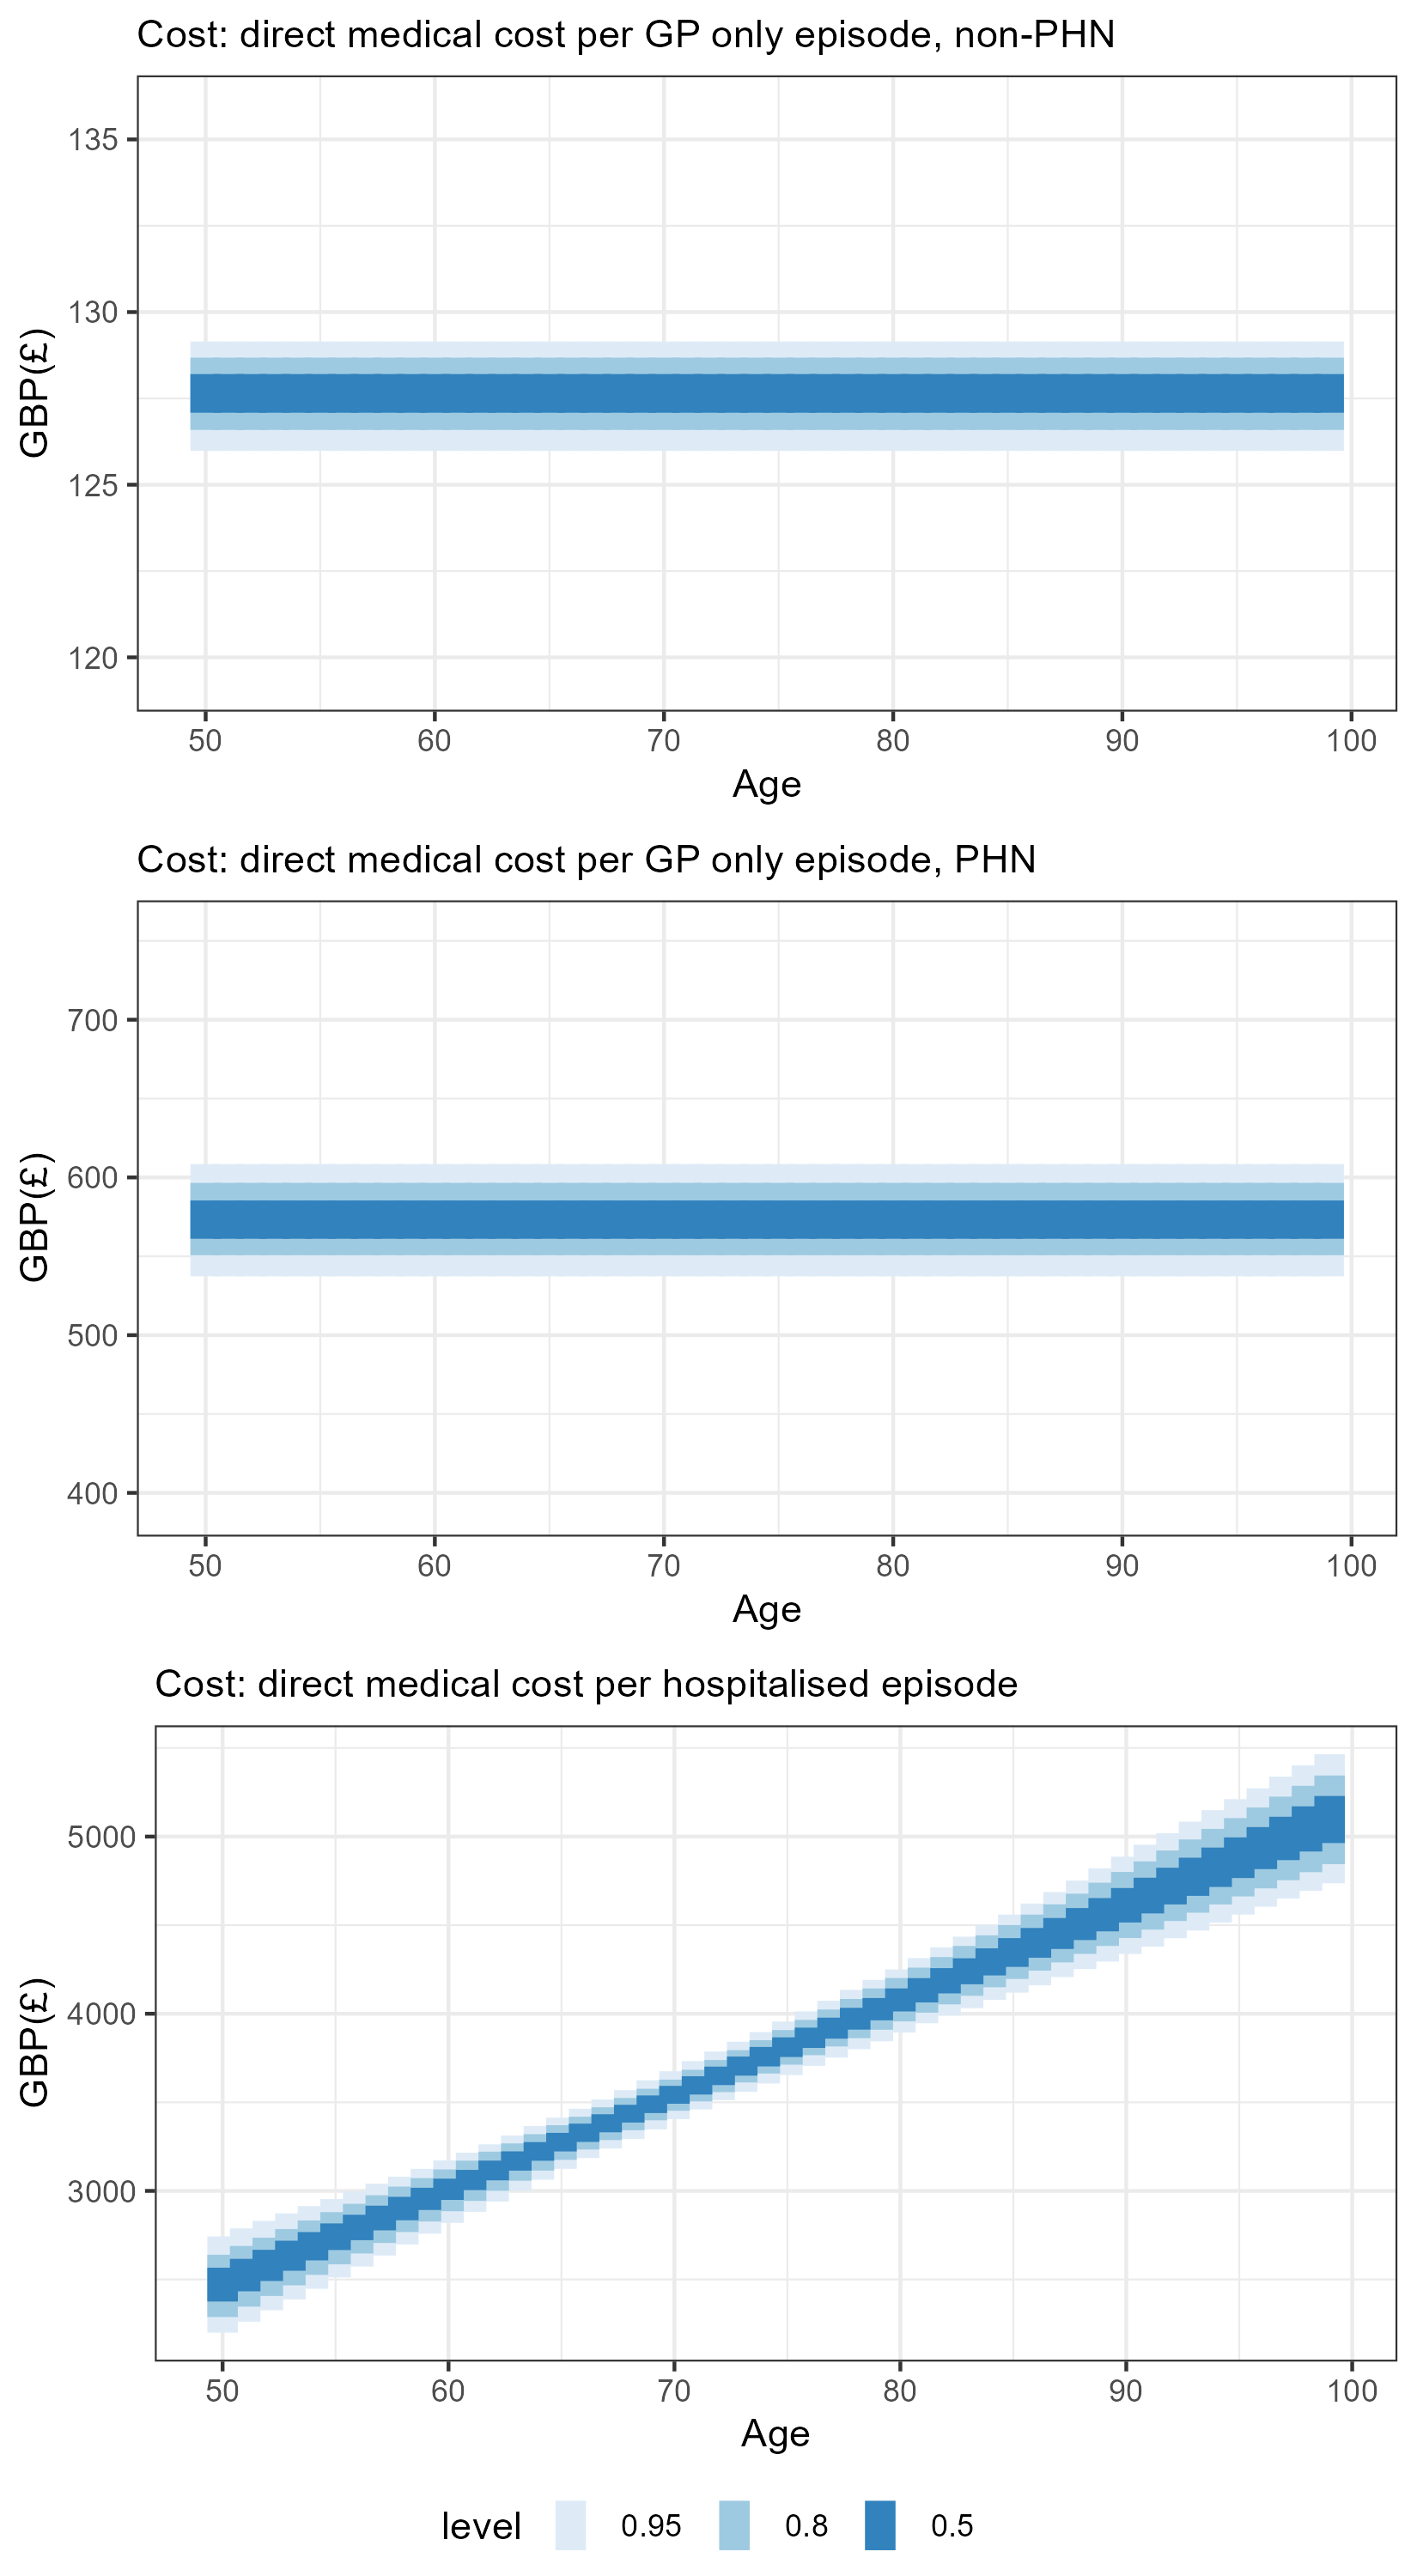 Cost: direct medical cost per GP only episode, non-PHN
135
130
125
120
GBP(£)
50 60 70 80 90 100
Age
Cost: direct medical cost per GP only episode, PHN
700
600
500
400
GBP(£)
50 60 70 80 90 100
Age
Cost: direct medical cost per hospitalised episode
5000
4000
3000
GBP(£)
50 60 70 80 90 100
Age
level 0.95 0.8 0.5